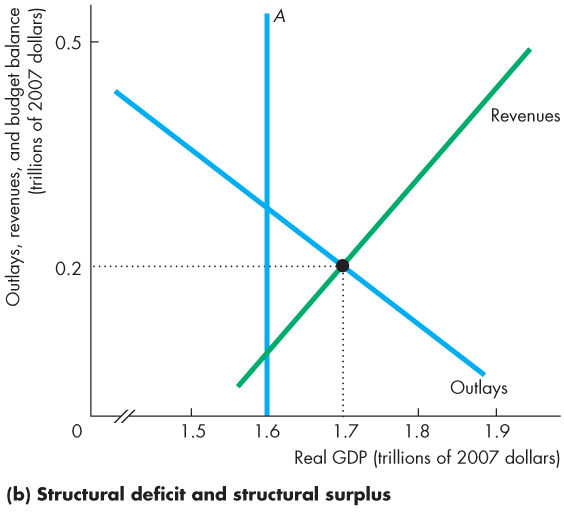 Outlays, revenues, and budget balance
(trillions of 2007 dollars)
0.5
A
Revenues
0.2
Outlays
0
1.5
1.6
1.7
1.8
1.9
Real GDP (trillions of 2007 dollars)
(b) Structural deficit and structural surplus